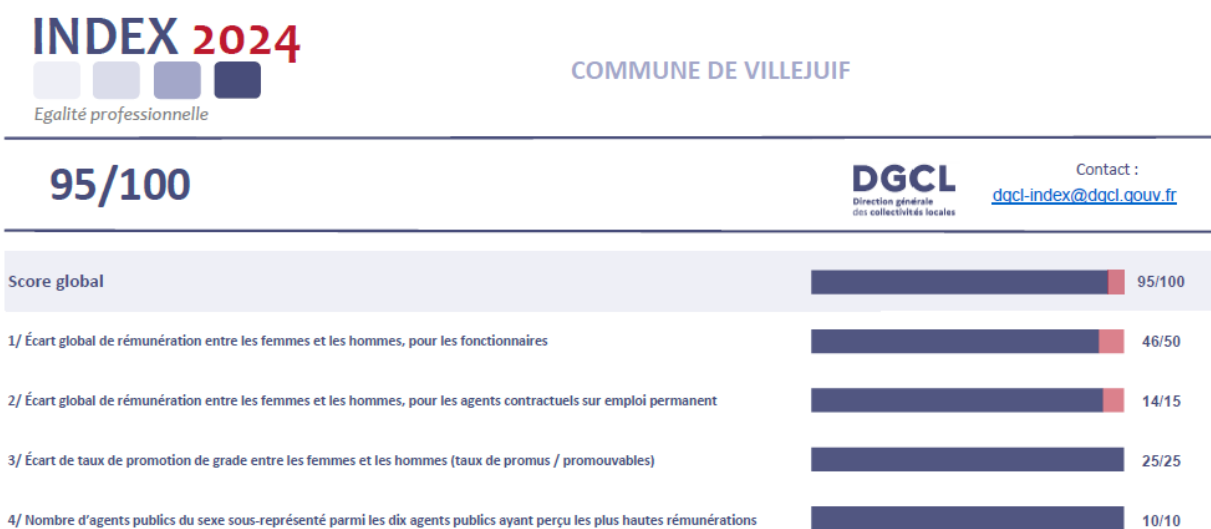 INDEX 2024
Egalité professionnelle
COMMUNE DE VILLEJUIF
95/100
DGCL
Direction générale
des collectivités locales
Contact :
dgcl-index@dgcl.gouv.fr
Score global 95/100
1/ Écart global de rémunération entre les femmes et les hommes, pour les fonctionnaires 46/50
2/ Écart global de rémunération entre les femmes et les hommes, pour les agents contractuels sur emploi permanent 14/15
3/ Écart de taux de promotion de grade entre les femmes et les hommes (taux de promus / promouvables) 25/25
4/ Nombre d'agents publics du sexe sous-représenté parmi les dix agents publics ayant perçu les plus hautes rémunérations 10/10